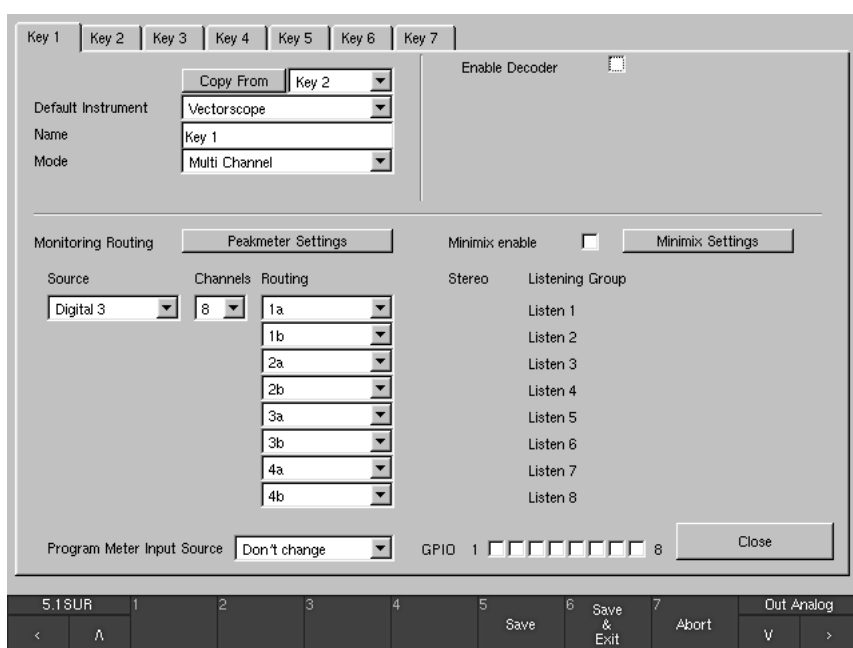 Key 1 Key 2 Key 3 Key 4 Key 5 Key 6 Key 7
Copy From Key 2
Enable Decoder
Default Instrument Vectorscope
Name Key 1
Mode Multi Channel
Monitoring Routing Peakmeter Settings Minimix enable Minimix Settings
Source Channels Routing Stereo Listening Group
Digital 3 8 1a Listen 1
1b Listen 2
2a Listen 3
2b Listen 4
3a Listen 5
3b Listen 6
4a Listen 7
4b Listen 8
Program Meter Input Source Don't change GPIO 1 8 Close
5.1SUR 1 2 3 4 5 Save 6 Save & Exit 7 Abort Out Analog
< Λ V >